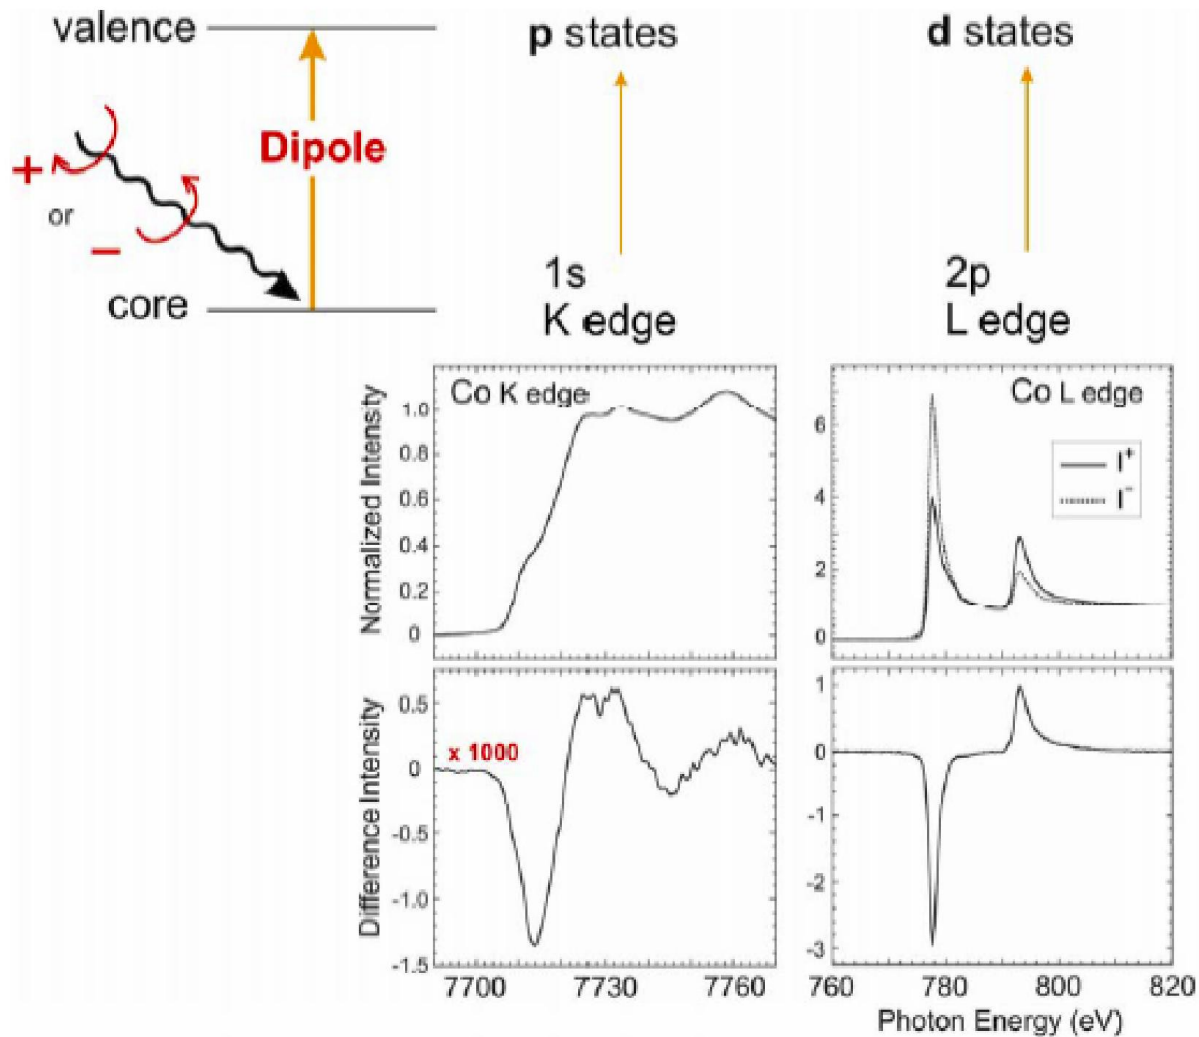 valence
p states
d states
Dipole
+
or
−
core
1s
K edge
2p
L edge
Normalized Intensity
Co K edge
1.0
0.8
0.6
0.4
0.2
0
Co L edge
I+
I-
6
4
2
0
Difference Intensity
x 1000
0.5
0
-0.5
-1.0
-1.5
7700 7730 7760
1
0
-1
-2
-3
760 780 800 820
Photon Energy (eV)